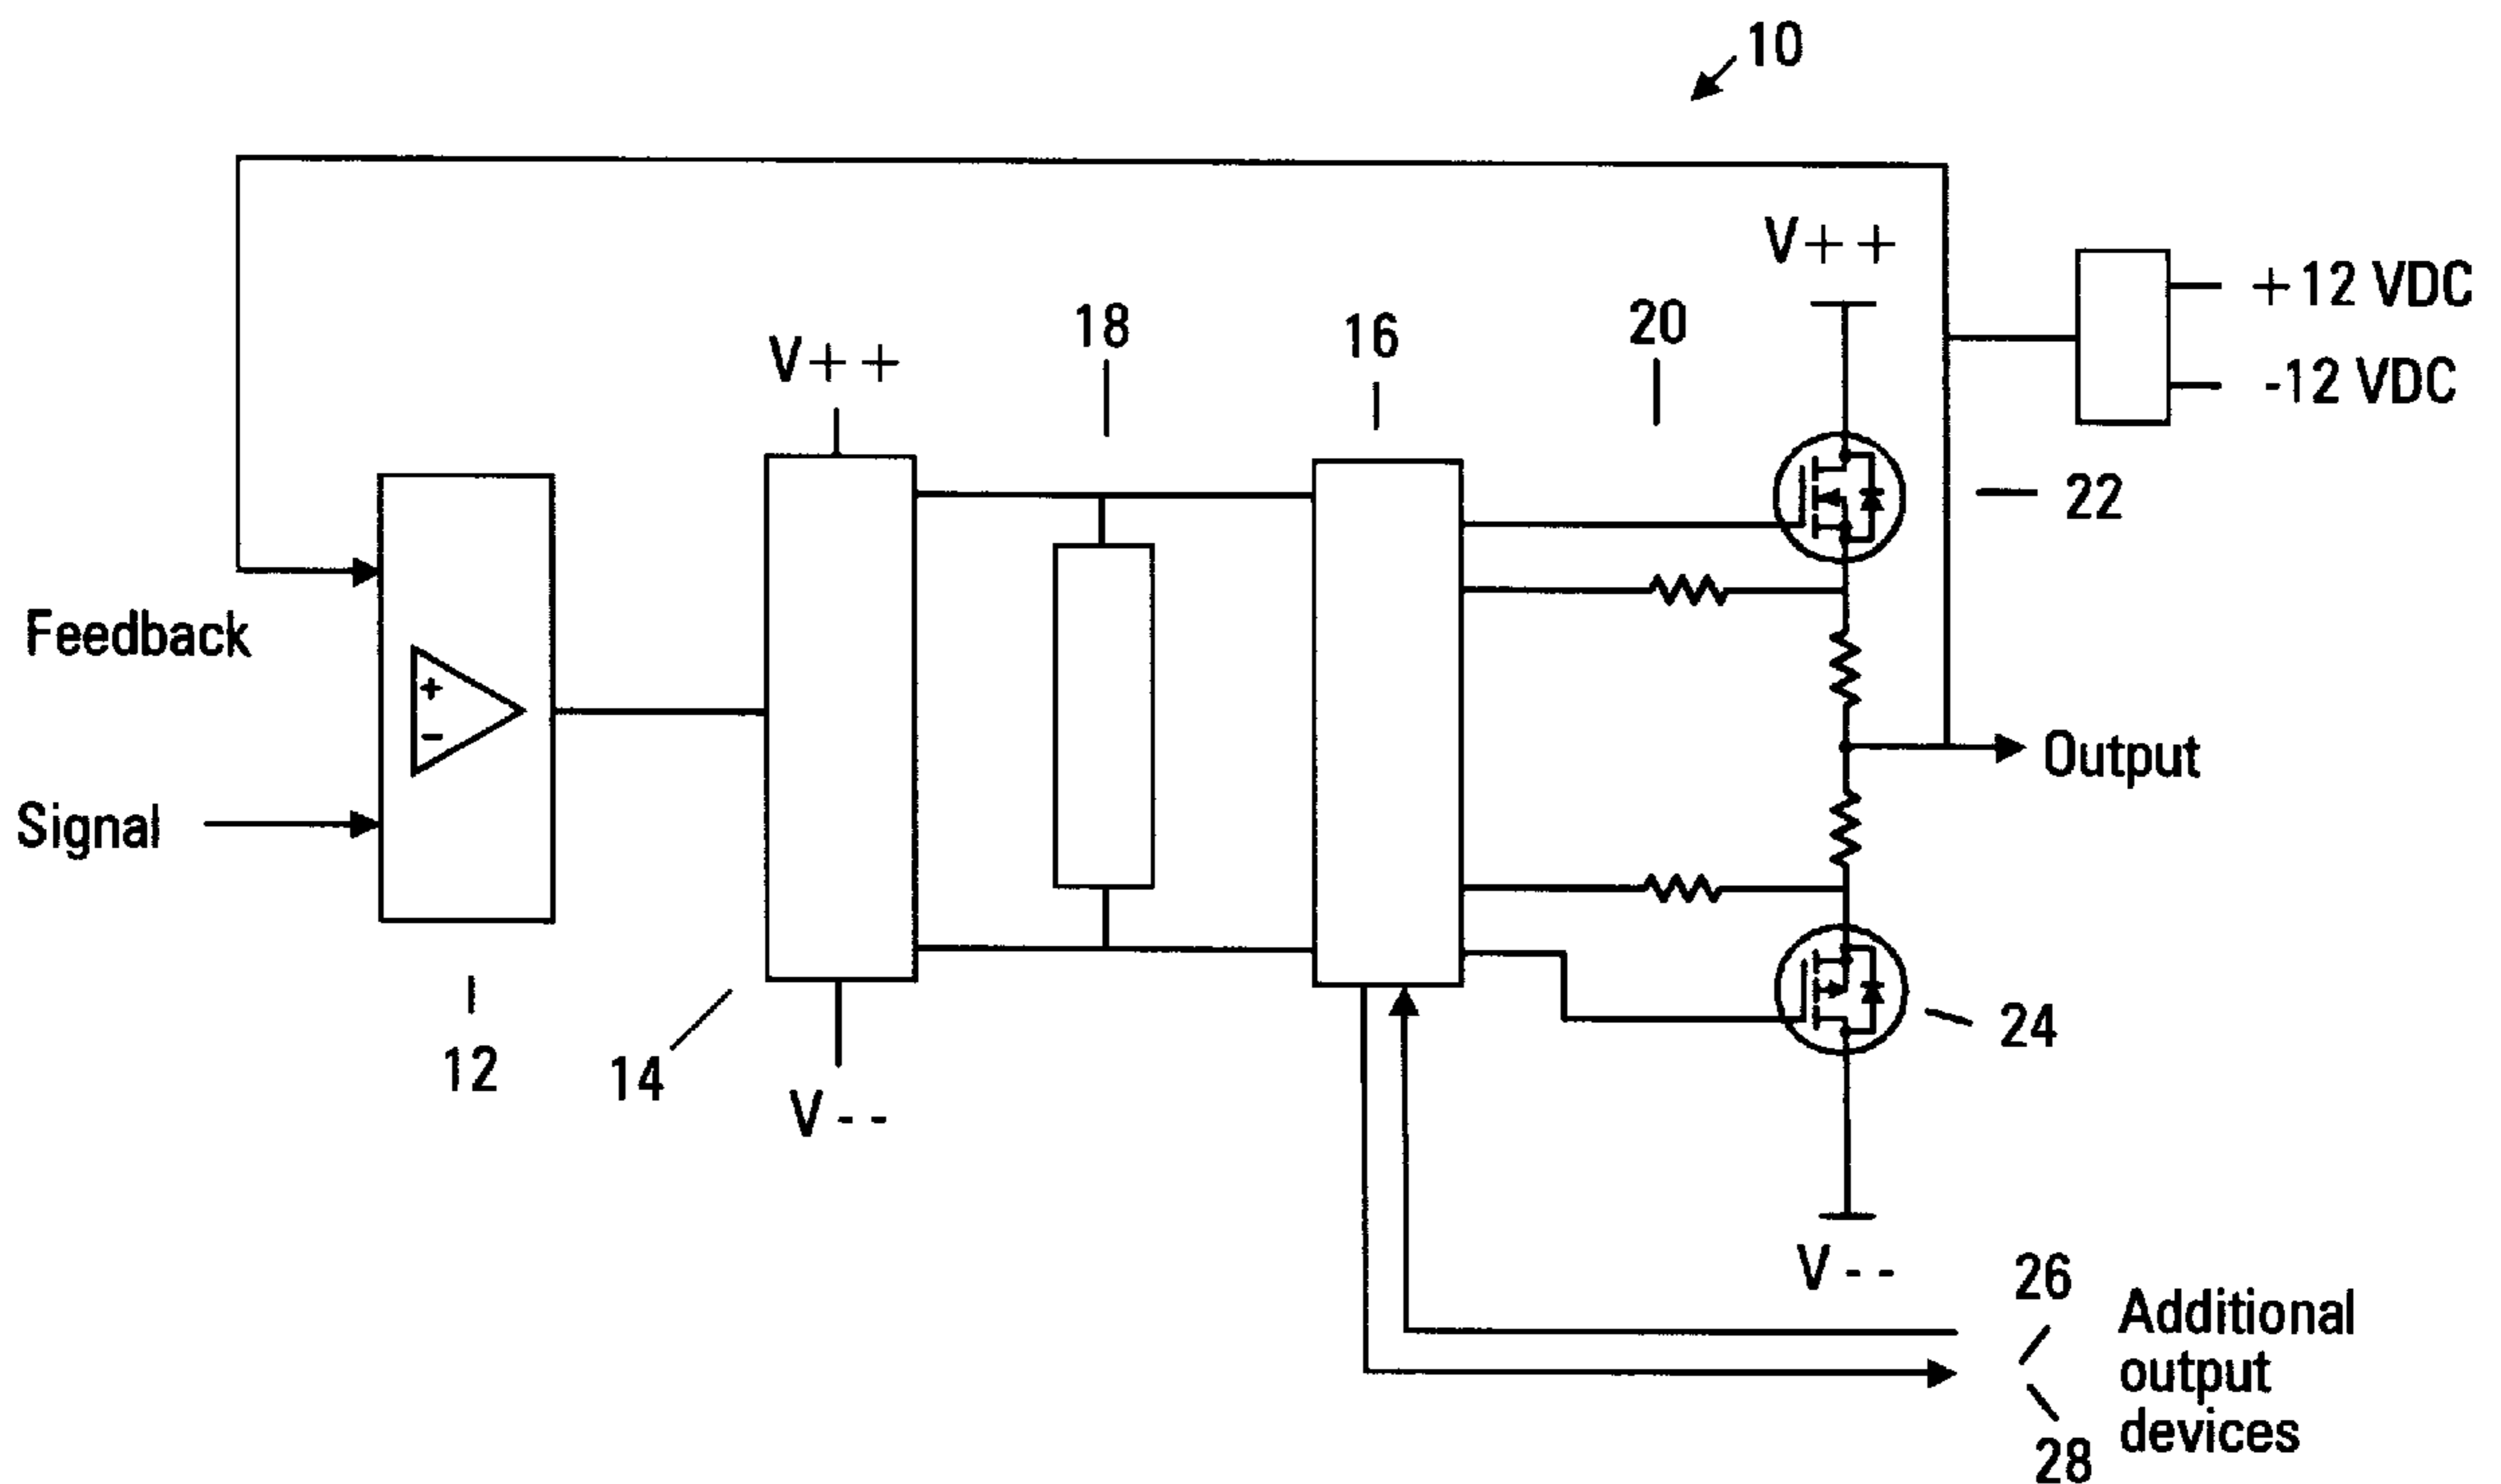 10
V++
+12 VDC
18
20
16
V++
-12 VDC
22
Feedback
+
-
Output
Signal
24
12
14
V--
V--
26
Additional
output
devices
28